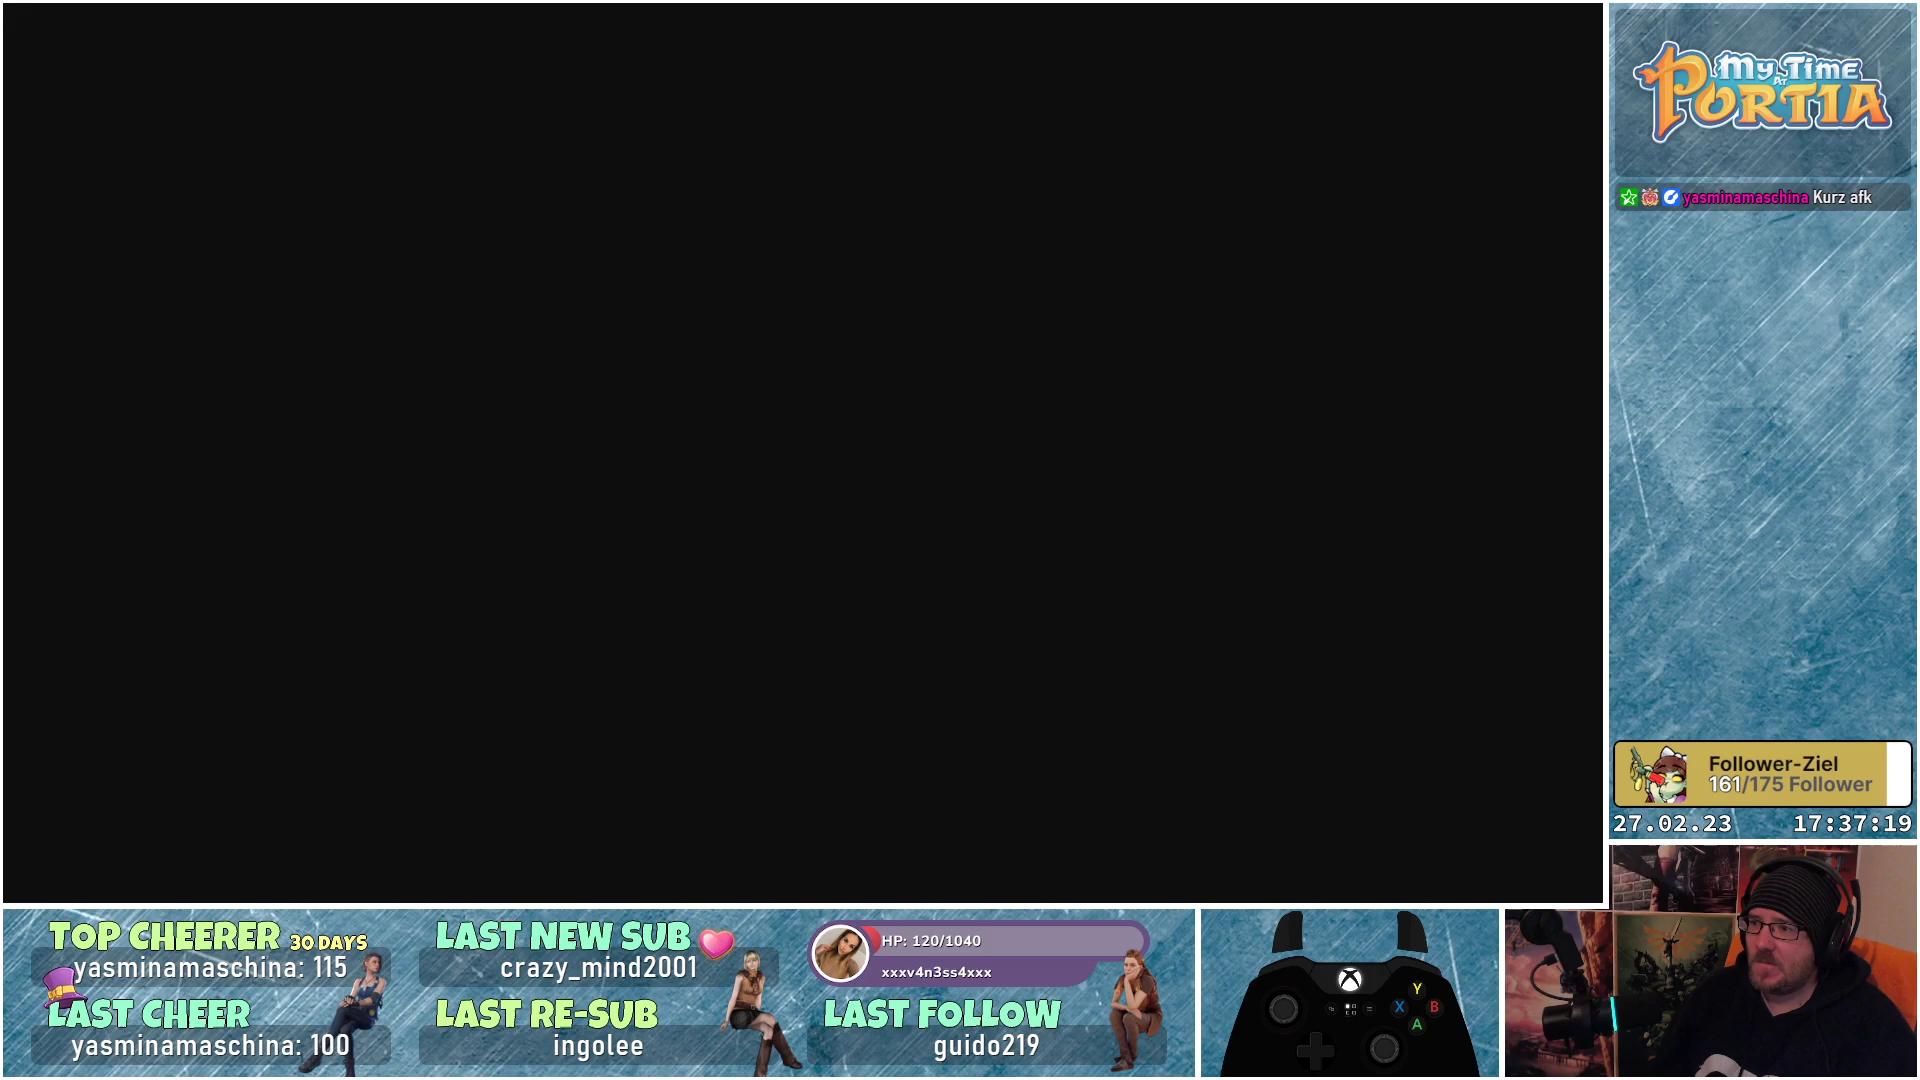 My Time
AT
PORTIA
yasminamaschina Kurz afk
Follower-Ziel
161/175 Follower
27.02.23 17:37:19
TOP CHEERER 30 DAYS
yasminamaschina: 115
LAST CHEER
yasminamaschina: 100
LAST NEW SUB
crazy_mind2001
LAST RE-SUB
ingolee
HP: 120/1040
xxxv4n3ss4xxx
LAST FOLLOW
guido219
Y
X B
A